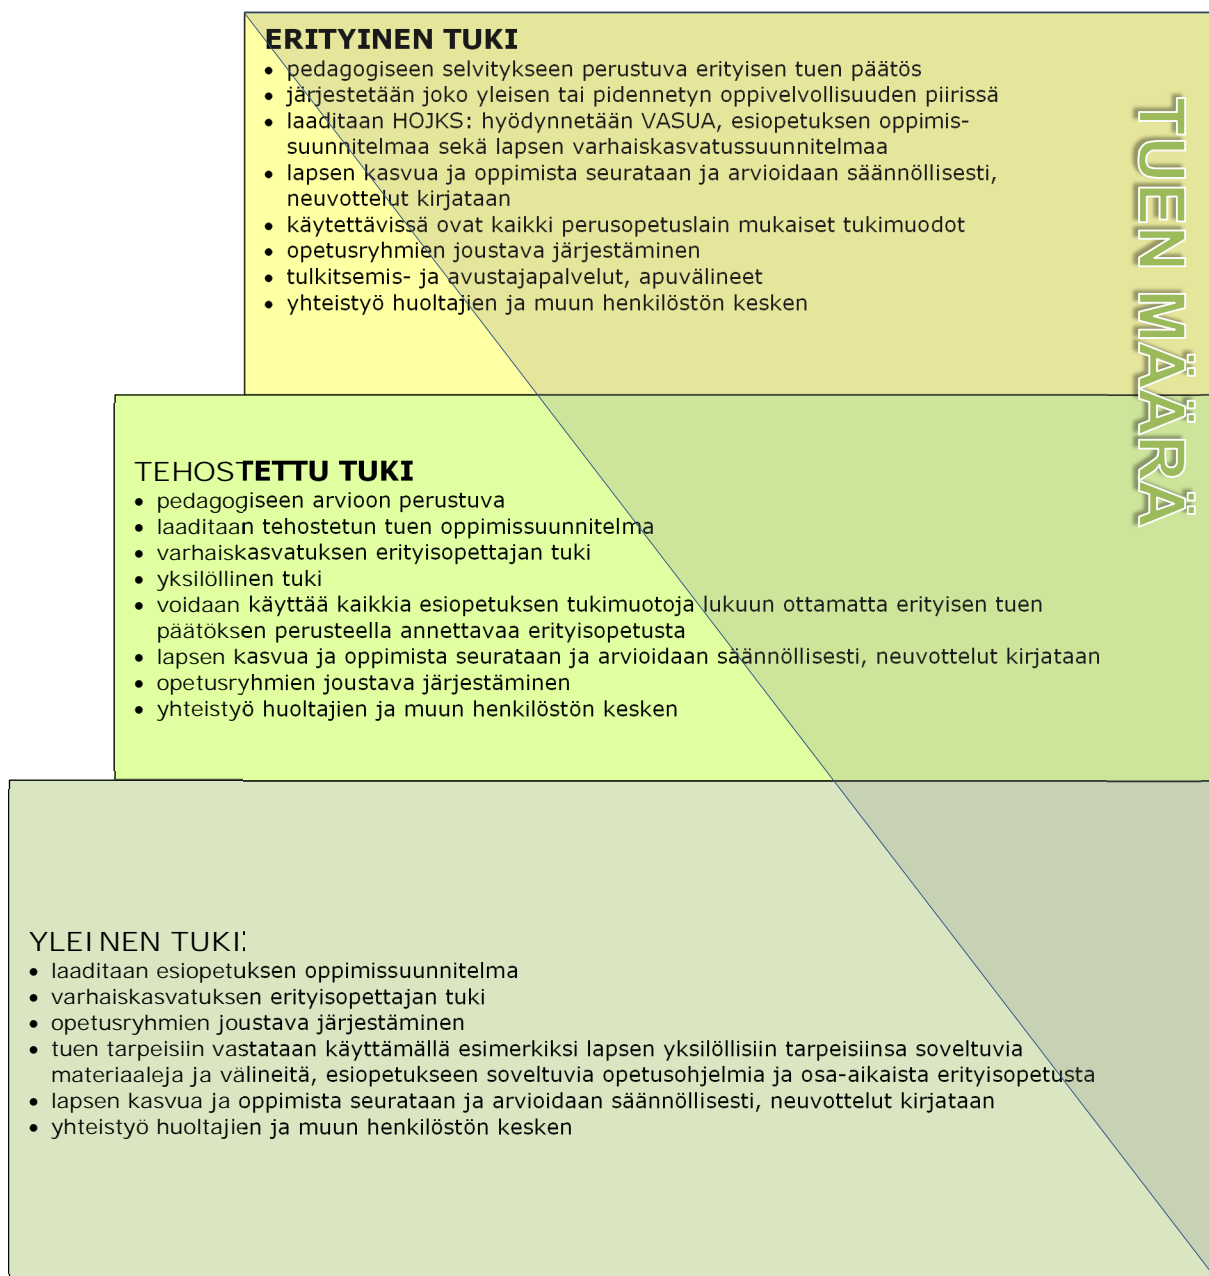 ERITYINEN TUKI
• pedagogiseen selvitykseen perustuva erityisen tuen päätös
• järjestetään joko yleisen tai pidennetyn oppivelvollisuuden piirissä
• laaditaan HOJKS: hyödynnetään VASUA, esiopetuksen oppimis-
suunnitelmaa sekä lapsen varhaiskasvatussuunnitelmaa
• lapsen kasvua ja oppimista seurataan ja arvioidaan säännöllisesti,
neuvottelut kirjataan
• käytettävissä ovat kaikki perusopetuslain mukaiset tukimuodot
• opetusryhmien joustava järjestäminen
• tulkitsemis- ja avustajapalvelut, apuvälineet
• yhteistyö huoltajien ja muun henkilöstön kesken
TUEN MÄÄRÄ
TEHOSTETTU TUKI
• pedagogiseen arvioon perustuva
• laaditaan tehostetun tuen oppimissuunnitelma
• varhaiskasvatuksen erityisopettajan tuki
• yksilöllinen tuki
• voidaan käyttää kaikkia esiopetuksen tukimuotoja lukuun ottamatta erityisen tuen
päätöksen perusteella annettavaa erityisopetusta
• lapsen kasvua ja oppimista seurataan ja arvioidaan säännöllisesti, neuvottelut kirjataan
• opetusryhmien joustava järjestäminen
• yhteistyö huoltajien ja muun henkilöstön kesken
YLEINEN TUKI:
• laaditaan esiopetuksen oppimissuunnitelma
• varhaiskasvatuksen erityisopettajan tuki
• opetusryhmien joustava järjestäminen
• tuen tarpeisiin vastataan käyttämällä esimerkiksi lapsen yksilöllisiin tarpeisiinsa soveltuvia
materiaaleja ja välineitä, esiopetukseen soveltuvia opetusohjelmia ja osa-aikaista erityisopetusta
• lapsen kasvua ja oppimista seurataan ja arvioidaan säännöllisesti, neuvottelut kirjataan
• yhteistyö huoltajien ja muun henkilöstön kesken